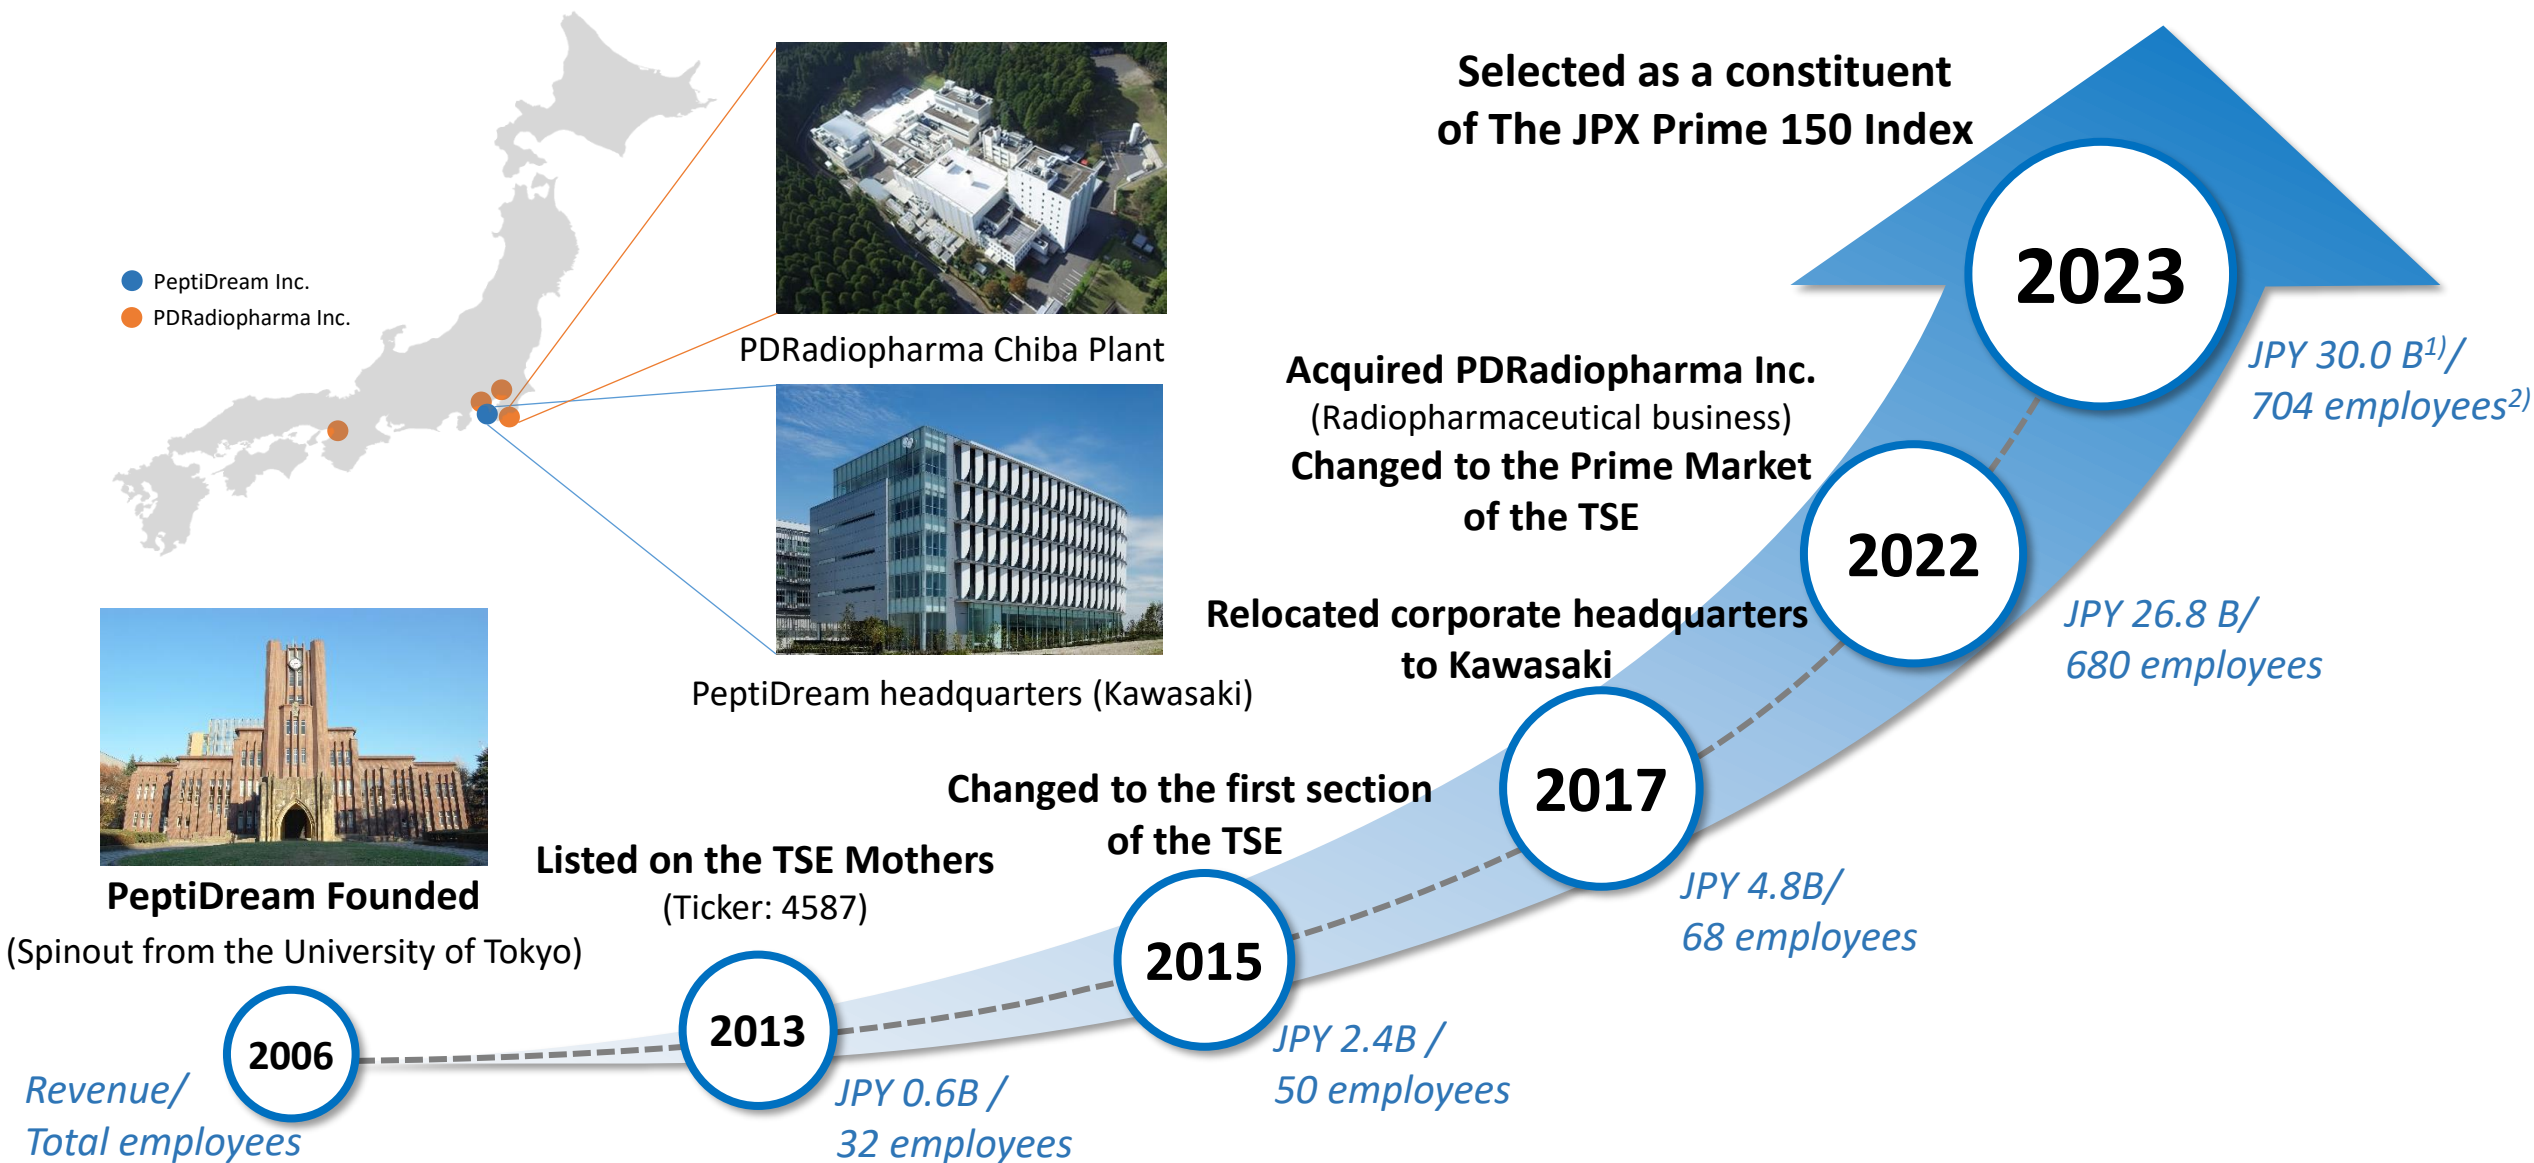 PeptiDream Inc.
PDRadiopharma Inc.
PDRadiopharma Chiba Plant
PeptiDream headquarters (Kawasaki)
PeptiDream Founded
(Spinout from the University of Tokyo)
2006
Revenue/
Total employees
Listed on the TSE Mothers
(Ticker: 4587)
2013
JPY 0.6B /
32 employees
Changed to the first section
of the TSE
2015
JPY 2.4B /
50 employees
Relocated corporate headquarters
to Kawasaki
2017
JPY 4.8B/
68 employees
Acquired PDRadiopharma Inc.
(Radiopharmaceutical business)
Changed to the Prime Market
of the TSE
2022
JPY 26.8 B/
680 employees
Selected as a constituent
of The JPX Prime 150 Index
2023
JPY 30.0 B1)/
704 employees2)